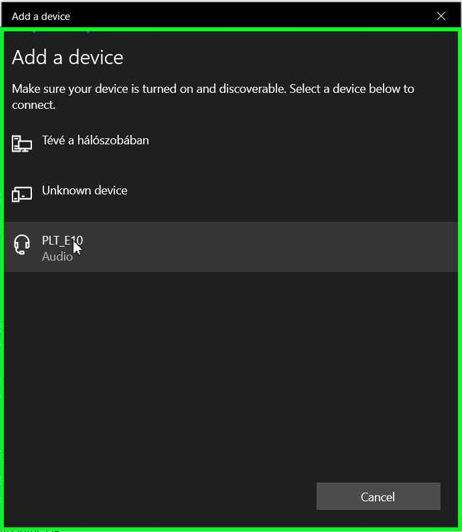 Add a device
Add a device
Make sure your device is turned on and discoverable. Select a device below to
connect.
Tévé a hálószobában
Unknown device
PLT_E10
Audio
Cancel